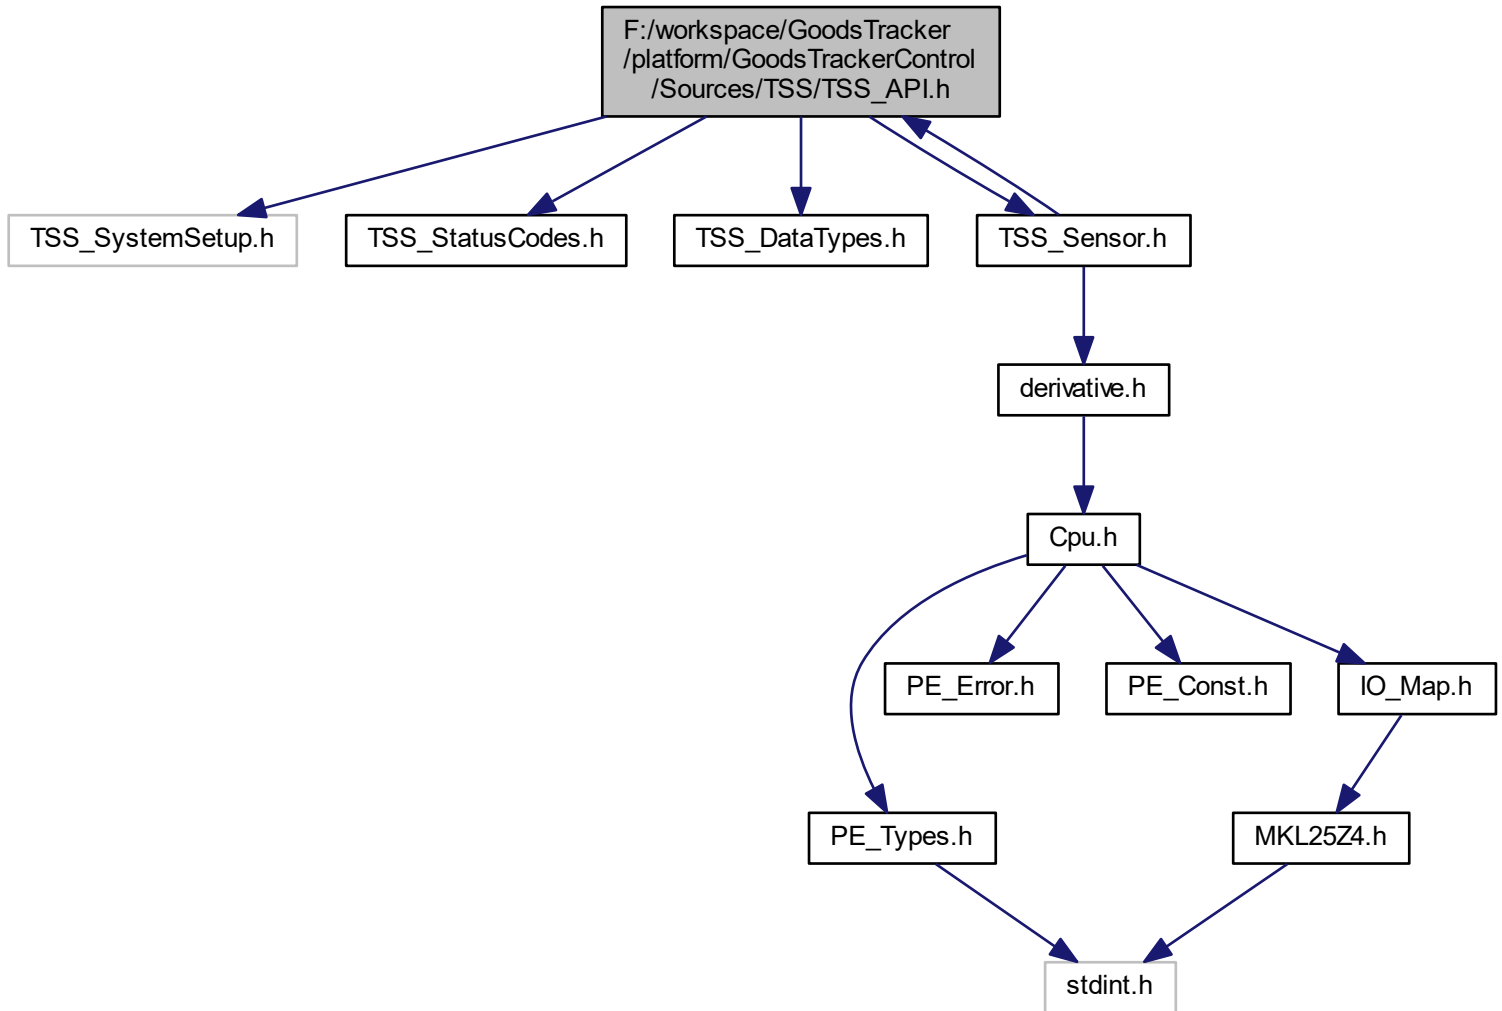 F:/workspace/GoodsTracker
/platform/GoodsTrackerControl
/Sources/TSS/TSS_API.h
TSS_SystemSetup.h
TSS_StatusCodes.h
TSS_DataTypes.h
TSS_Sensor.h
derivative.h
Cpu.h
PE_Error.h
PE_Const.h
IO_Map.h
PE_Types.h
MKL25Z4.h
stdint.h